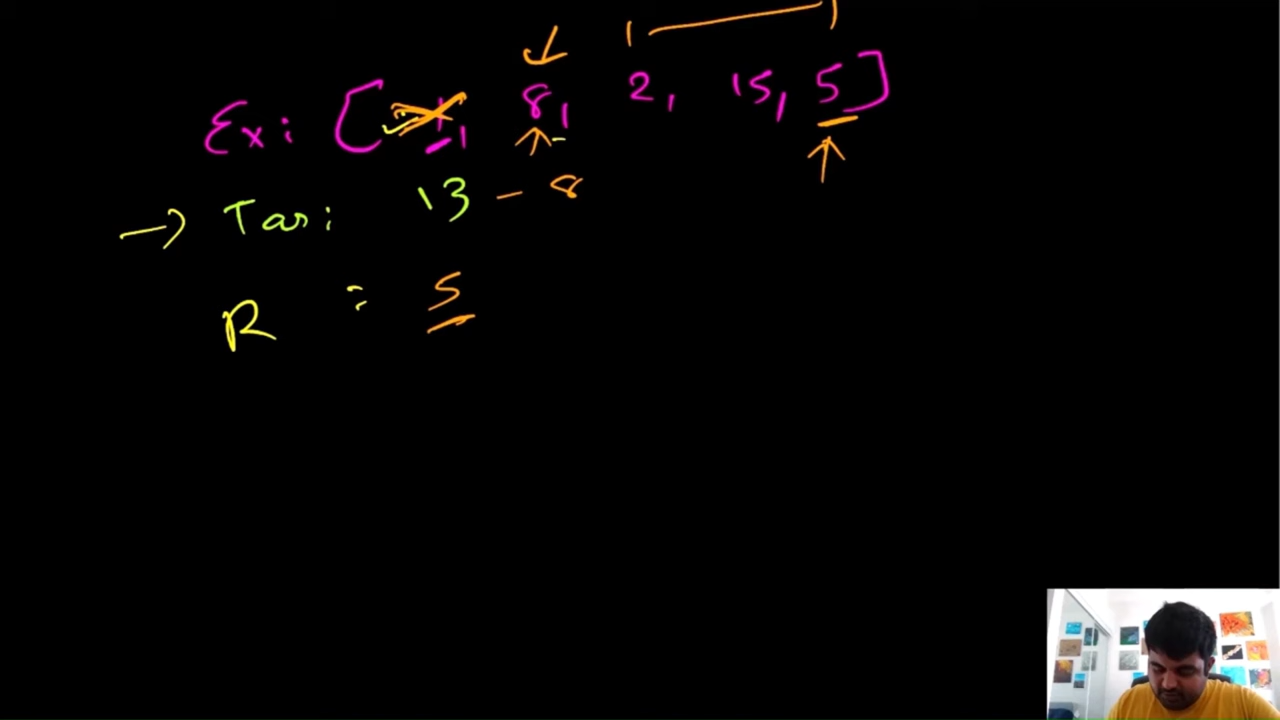 Ex: [ 1, 8, 2, 15, 5]
→ Tar: 13 - 8
R = 5